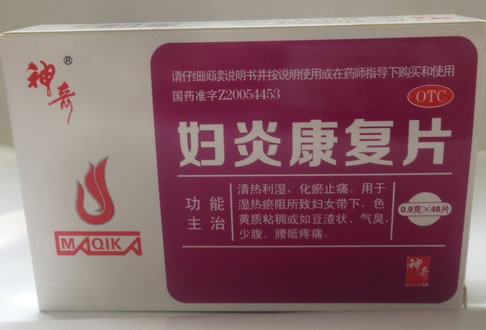 神奇®
请仔细阅读说明书并按说明使用或在药师指导下购买和使用
国药准字Z20054453
OTC
妇炎康复片
功能
主治
清热利湿,化瘀止痛。用于
湿热瘀阻所致妇女带下,色
黄质粘稠或如豆渣状、气臭,
少腹、腰骶疼痛。
0.9克×48片
MAQIKA
神奇